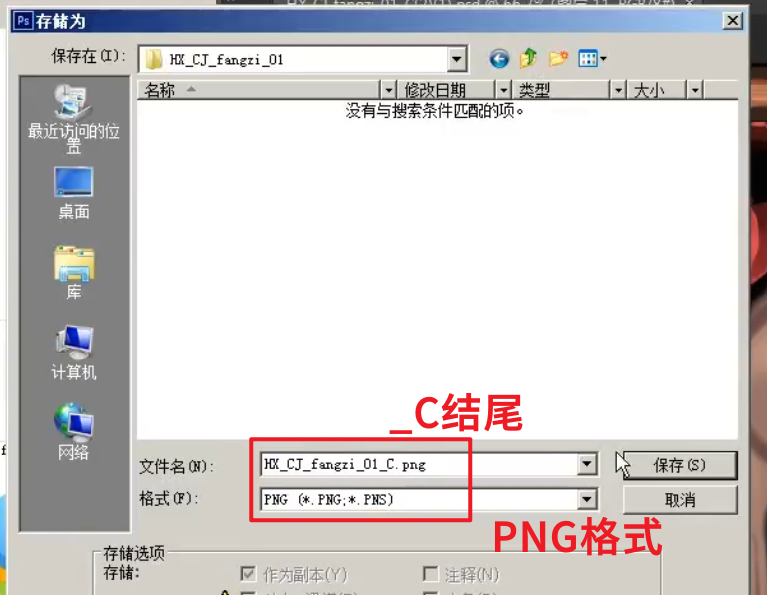 Ps 存储为
保存在(I): HX_CJ_fangzi_01
名称 修改日期 类型 大小
没有与搜索条件匹配的项。
最近访问的位
置
桌面
库
计算机
网络
_C结尾
文件名(N): HX_CJ_fangzi_01_C.png 保存(S)
格式(F): PNG (*.PNG;*.PNS) 取消
PNG格式
存储选项
存储: 作为副本(Y) 注释(N)